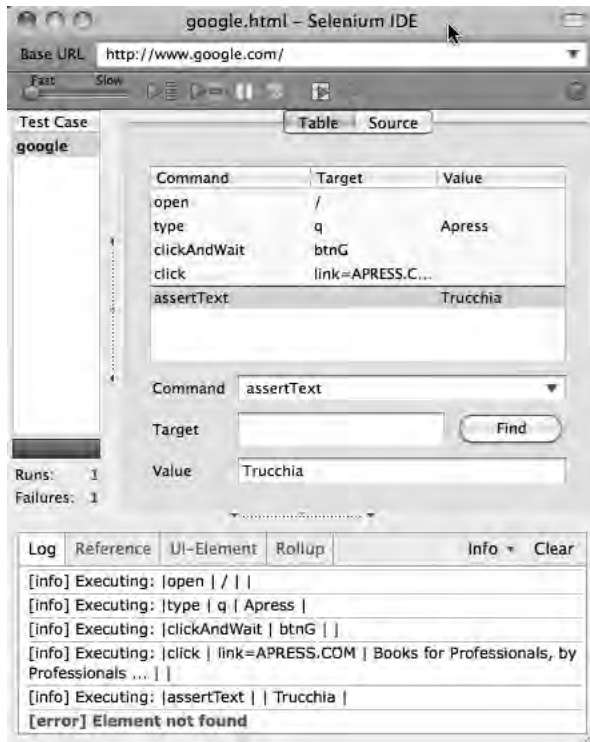 google.html – Selenium IDE
Base URL http://www.google.com/
Fast Slow
Test Case
google
Table Source
Command Target Value
open /
type q Apress
clickAndWait btnG
click link=APRESS.C...
assertText Trucchia
Command assertText
Target Find
Value Trucchia
Runs: 1
Failures: 1
Log Reference UI-Element Rollup Info Clear
[info] Executing: |open | / | |
[info] Executing: |type | q | Apress |
[info] Executing: |clickAndWait | btnG | |
[info] Executing: |click | link=APRESS.COM | Books for Professionals, by
Professionals ... | |
[info] Executing: |assertText | | Trucchia |
[error] Element not found